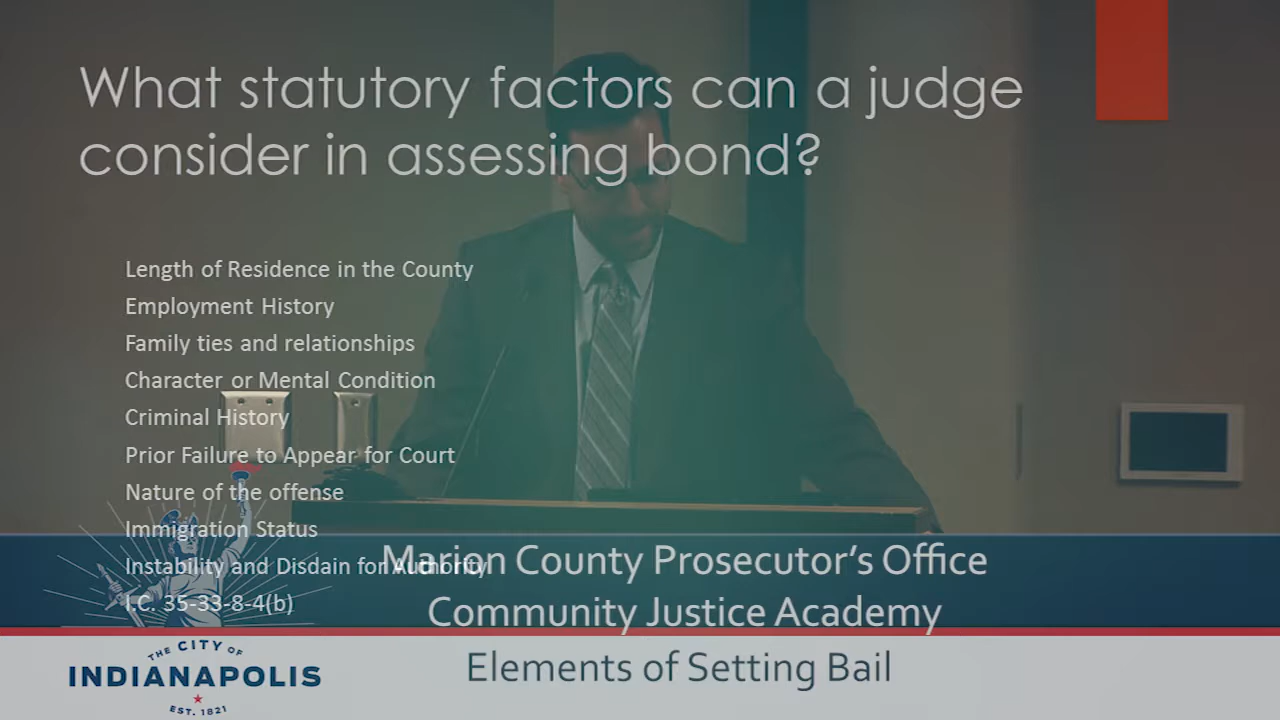 What statutory factors can a judge
consider in assessing bond?
Length of Residence in the County
Employment History
Family ties and relationships
Character or Mental Condition
Criminal History
Prior Failure to Appear for Court
Nature of the offense
Immigration Status
Instability and Disdain for Authority
I.C. 35-33-8-4(b)
Marion County Prosecutor's Office
Community Justice Academy
Elements of Setting Bail
THE CITY OF
INDIANAPOLIS
EST. 1821